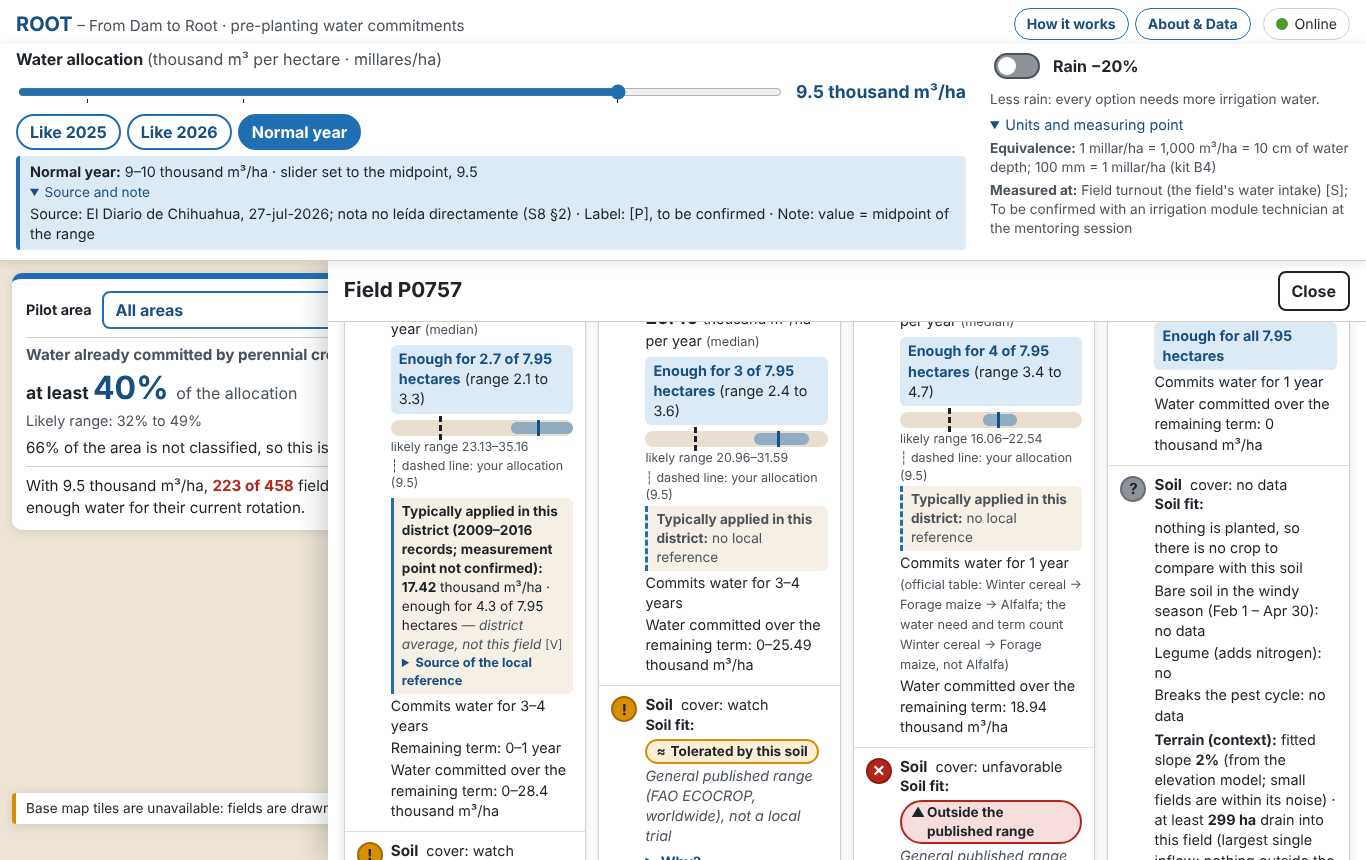 ROOT – From Dam to Root · pre-planting water commitments
How it works
About & Data
Online
Water allocation (thousand m³ per hectare · millares/ha)
9.5 thousand m³/ha
Like 2025
Like 2026
Normal year
Normal year: 9–10 thousand m³/ha · slider set to the midpoint, 9.5
▼ Source and note
Source: El Diario de Chihuahua, 27-jul-2026; nota no leída directamente (S8 §2) · Label: [P], to be confirmed · Note: value = midpoint of
the range
Rain −20%
Less rain: every option needs more irrigation water.
▼ Units and measuring point
Equivalence: 1 millar/ha = 1,000 m³/ha = 10 cm of water
depth; 100 mm = 1 millar/ha (kit B4)
Measured at: Field turnout (the field's water intake) [S];
To be confirmed with an irrigation module technician at
the mentoring session
Pilot area
All areas
Water already committed by perennial
at least 40% of the allocation
Likely range: 32% to 49%
66% of the area is not classified, so this is
With 9.5 thousand m³/ha, 223 of 458 field
enough water for their current rotation.
Base map tiles are unavailable: fields are
Field P0757
Close
year (median)
Enough for 2.7 of 7.95
hectares (range 2.1 to
3.3)
likely range 23.13–35.16
┆ dashed line: your allocation
(9.5)
Typically applied in this
district (2009–2016
records; measurement
point not confirmed):
17.42 thousand m³/ha ·
enough for 4.3 of 7.95
hectares — district
average, not this field [V]
▶ Source of the local
reference
Commits water for 3–4
years
Remaining term: 0–1 year
Water committed over the
remaining term: 0–28.4
thousand m³/ha
!
Soil cover: watch
thousand m³/ha
per year (median)
Enough for 3 of 7.95
hectares (range 2.4 to
3.6)
likely range 20.96–31.59
┆ dashed line: your allocation
(9.5)
Typically applied in this
district: no local
reference
Commits water for 3–4
years
Water committed over the
remaining term: 0–25.49
thousand m³/ha
!
Soil cover: watch
Soil fit:
≈ Tolerated by this soil
General published range
(FAO ECOCROP,
worldwide), not a local
trial
Why?
per year (median)
Enough for 4 of 7.95
hectares (range 3.4 to
4.7)
likely range 16.06–22.54
┆ dashed line: your allocation
(9.5)
Typically applied in this
district: no local
reference
Commits water for 1 year
(official table: Winter cereal →
Forage maize → Alfalfa; the
water need and term count
Winter cereal → Forage
maize, not Alfalfa)
Water committed over the
remaining term: 18.94
thousand m³/ha
✕
Soil cover: unfavorable
Soil fit:
▲ Outside the
published range
General published range
Enough for all 7.95
hectares
Commits water for 1 year
Water committed over the
remaining term: 0
thousand m³/ha
?
Soil cover: no data
Soil fit:
nothing is planted, so
there is no crop to
compare with this soil
Bare soil in the windy
season (Feb 1 – Apr 30):
no data
Legume (adds nitrogen):
no
Breaks the pest cycle: no
data
Terrain (context): fitted
slope 2% (from the
elevation model; small
fields are within its noise) ·
at least 299 ha drain into
this field (largest single